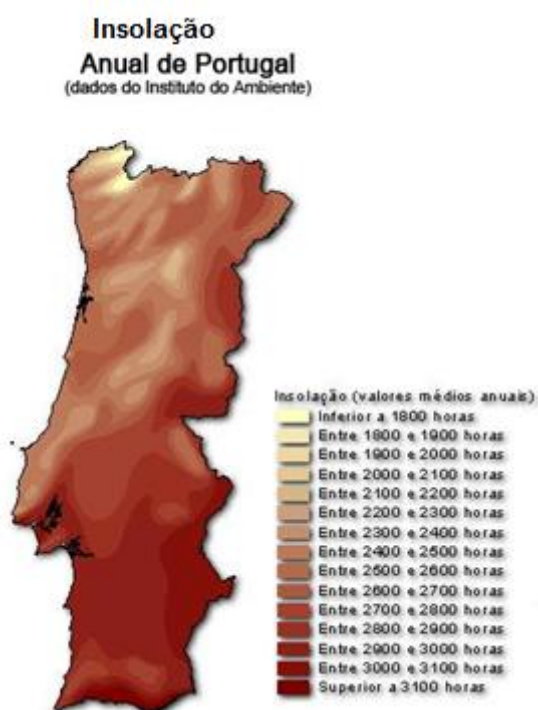 Insolação
Anual de Portugal
(dados do Instituto do Ambiente)
Insolação (valores médios anuais)
Inferior a 1800 horas
Entre 1800 e 1900 horas
Entre 1900 e 2000 horas
Entre 2000 e 2100 horas
Entre 2100 e 2200 horas
Entre 2200 e 2300 horas
Entre 2300 e 2400 horas
Entre 2400 e 2500 horas
Entre 2500 e 2600 horas
Entre 2600 e 2700 horas
Entre 2700 e 2800 horas
Entre 2800 e 2900 horas
Entre 2900 e 3000 horas
Entre 3000 e 3100 horas
Superior a 3100 horas